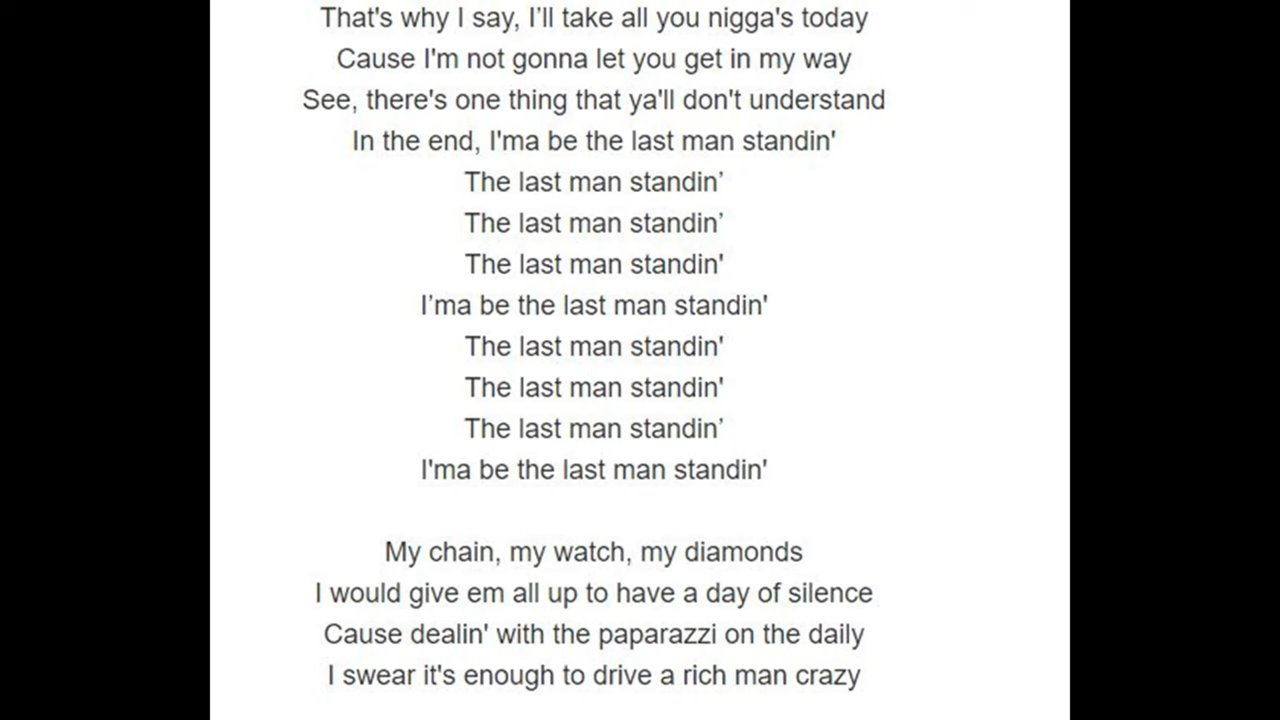 That's why I say, I’ll take all you nigga's today
Cause I'm not gonna let you get in my way
See, there's one thing that ya'll don't understand
In the end, I'ma be the last man standin'
The last man standin’
The last man standin’
The last man standin'
I’ma be the last man standin'
The last man standin'
The last man standin'
The last man standin’
I'ma be the last man standin'
My chain, my watch, my diamonds
I would give em all up to have a day of silence
Cause dealin' with the paparazzi on the daily
I swear it's enough to drive a rich man crazy